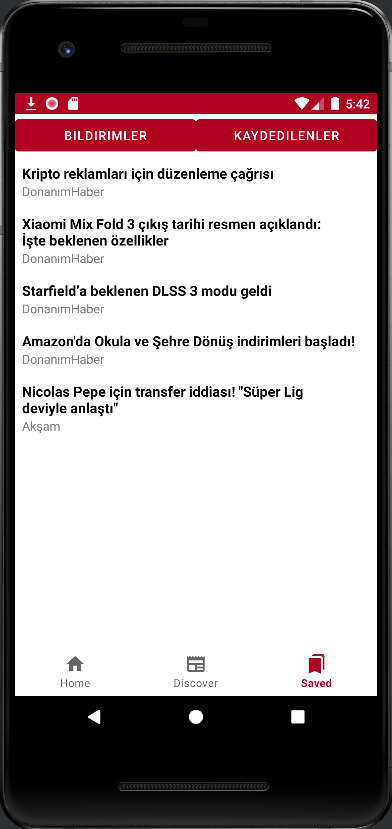 5:42
BILDIRIMLER
KAYDEDILENLER
Kripto reklamları için düzenleme çağrısı
DonanımHaber
Xiaomi Mix Fold 3 çıkış tarihi resmen açıklandı:
İşte beklenen özellikler
DonanımHaber
Starfield’a beklenen DLSS 3 modu geldi
DonanımHaber
Amazon'da Okula ve Şehre Dönüş indirimleri başladı!
DonanımHaber
Nicolas Pepe için transfer iddiası! "Süper Lig
deviyle anlaştı"
Akşam
Home
Discover
Saved